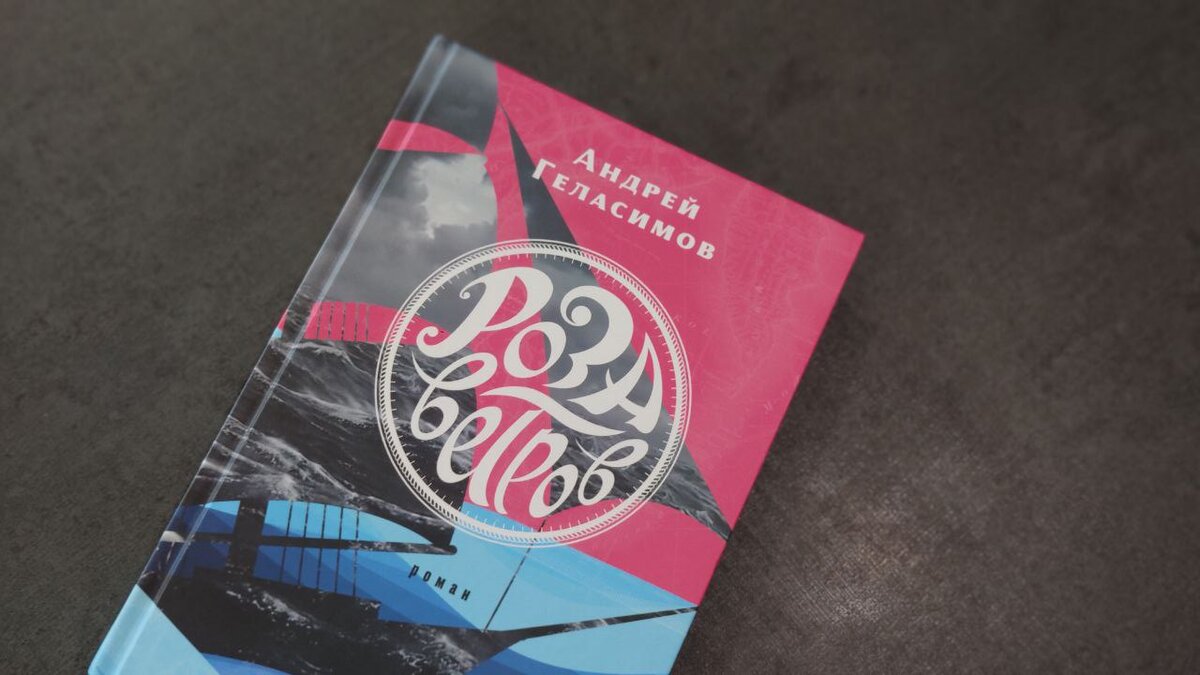 Андрей
Геласимов
Роза
ветров
роман